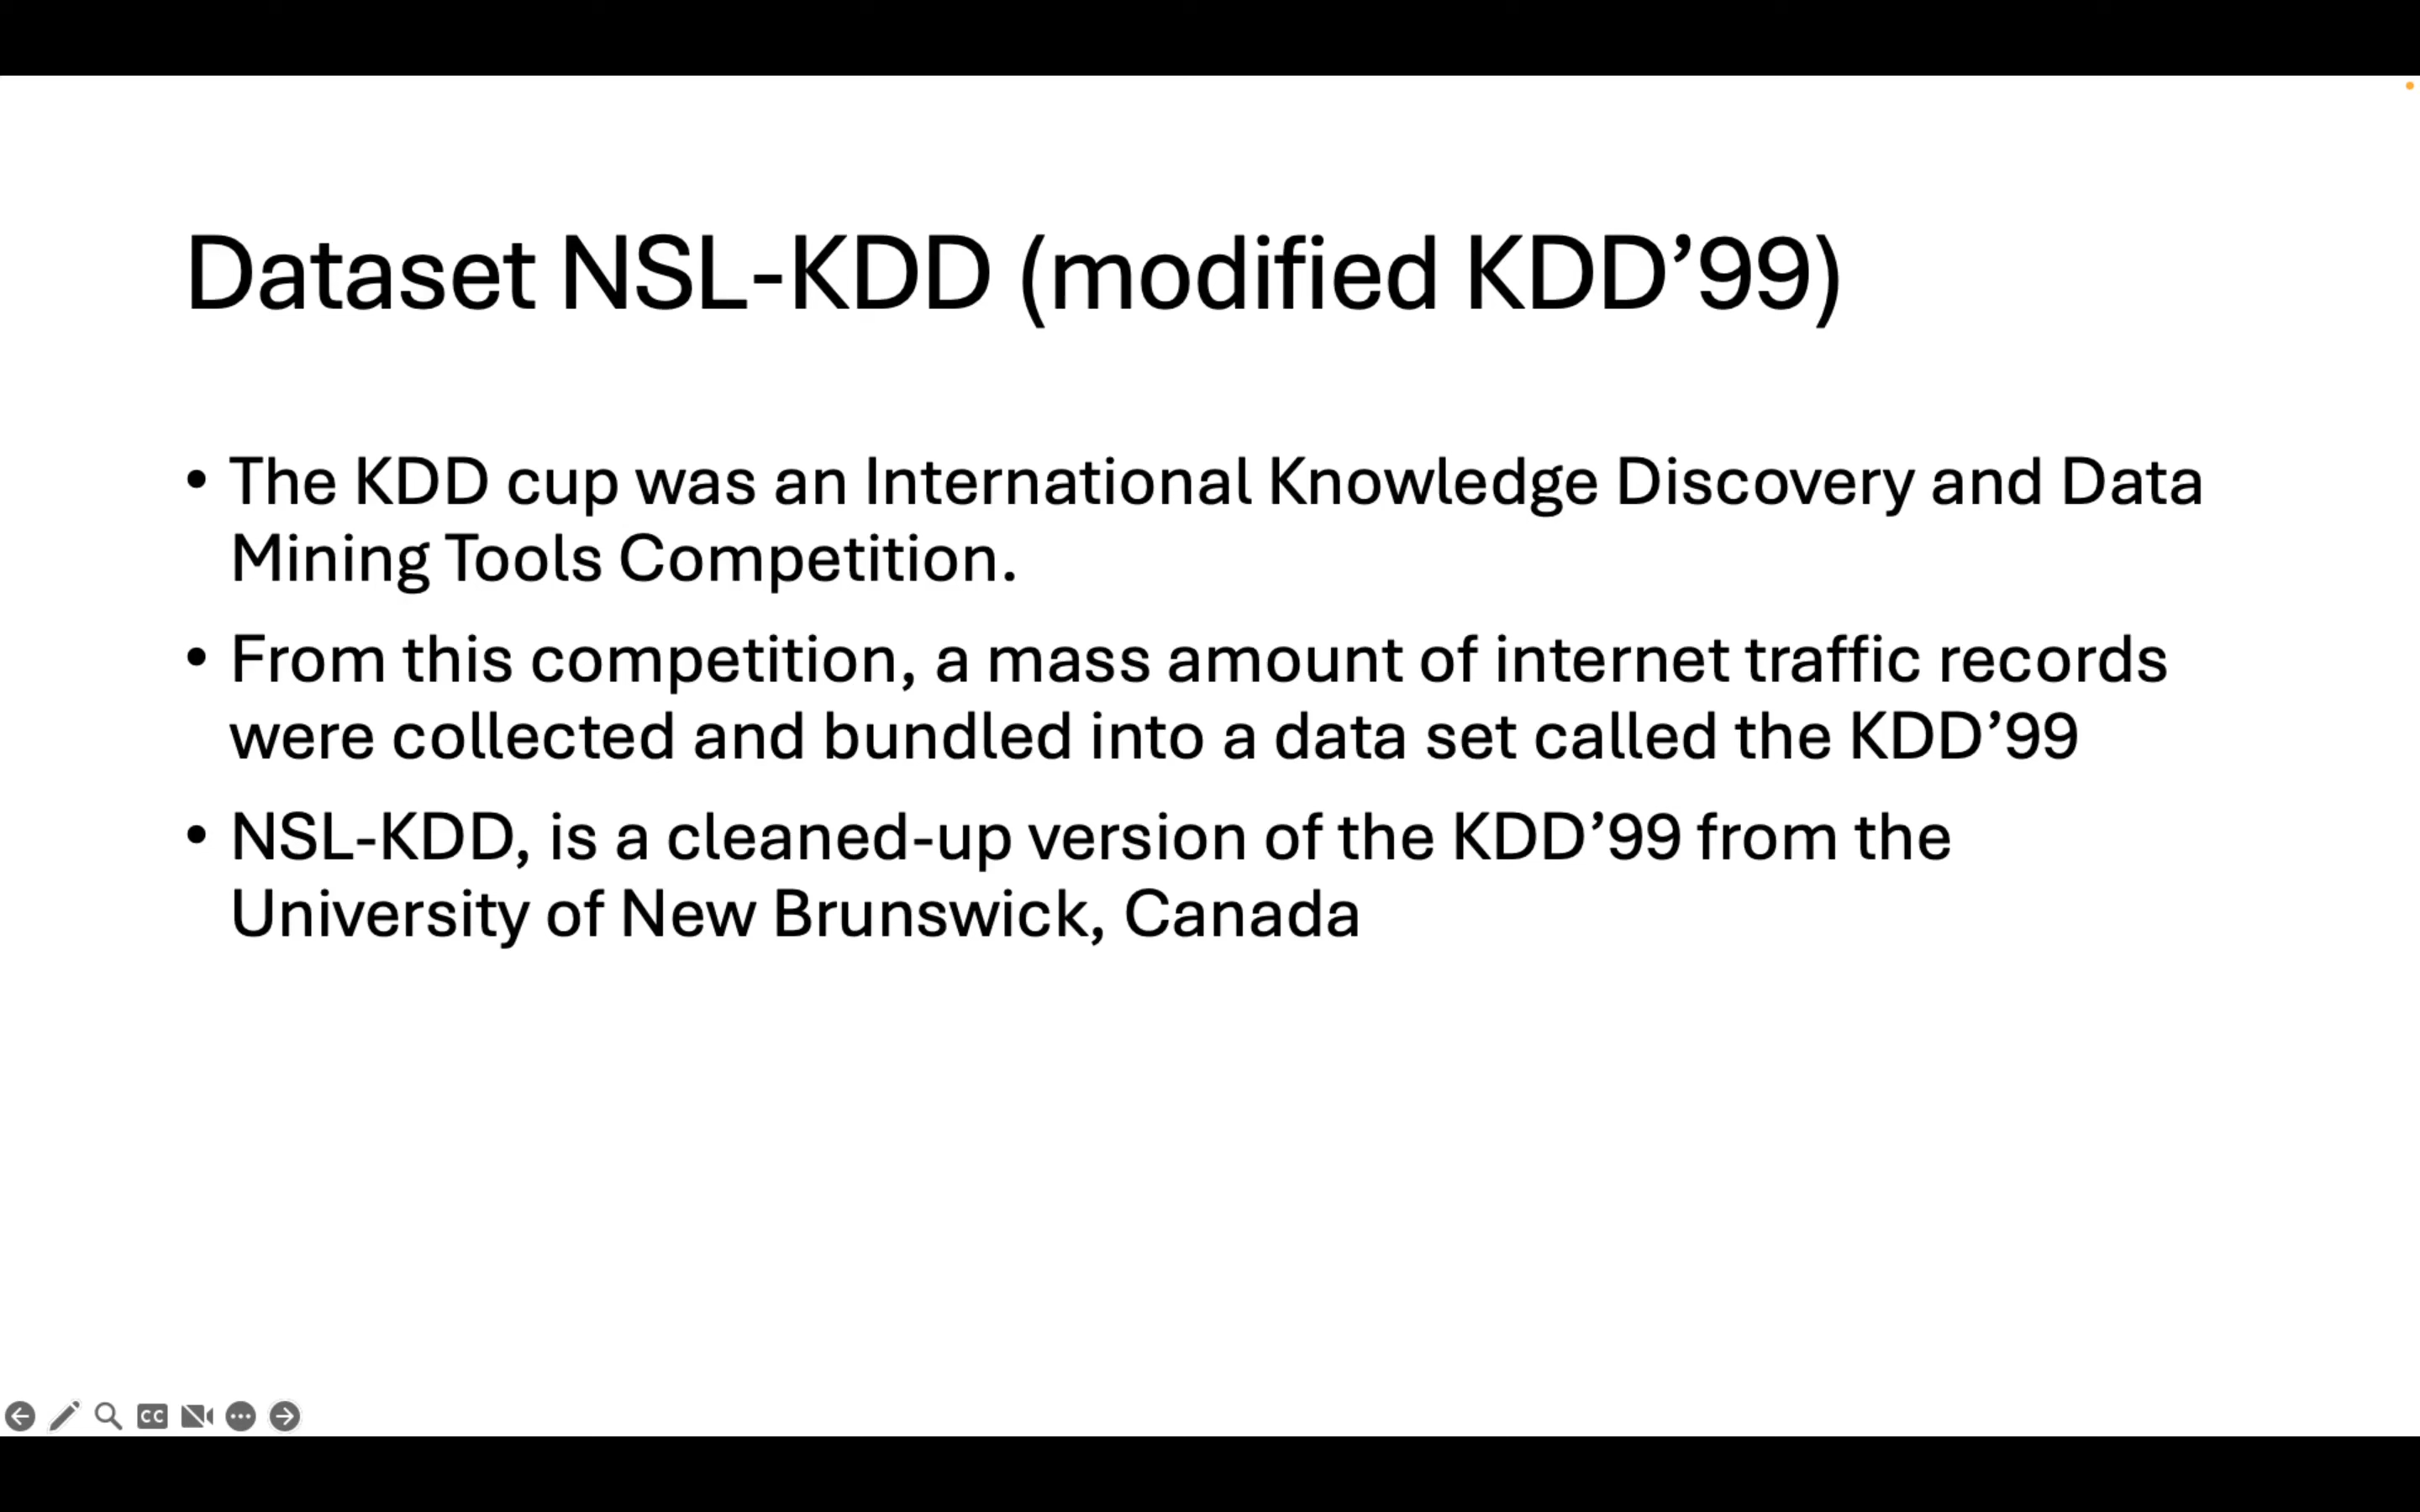 Dataset NSL-KDD (modified KDD’99)
• The KDD cup was an International Knowledge Discovery and Data
Mining Tools Competition.
• From this competition, a mass amount of internet traffic records
were collected and bundled into a data set called the KDD’99
• NSL-KDD, is a cleaned-up version of the KDD’99 from the
University of New Brunswick, Canada
CC